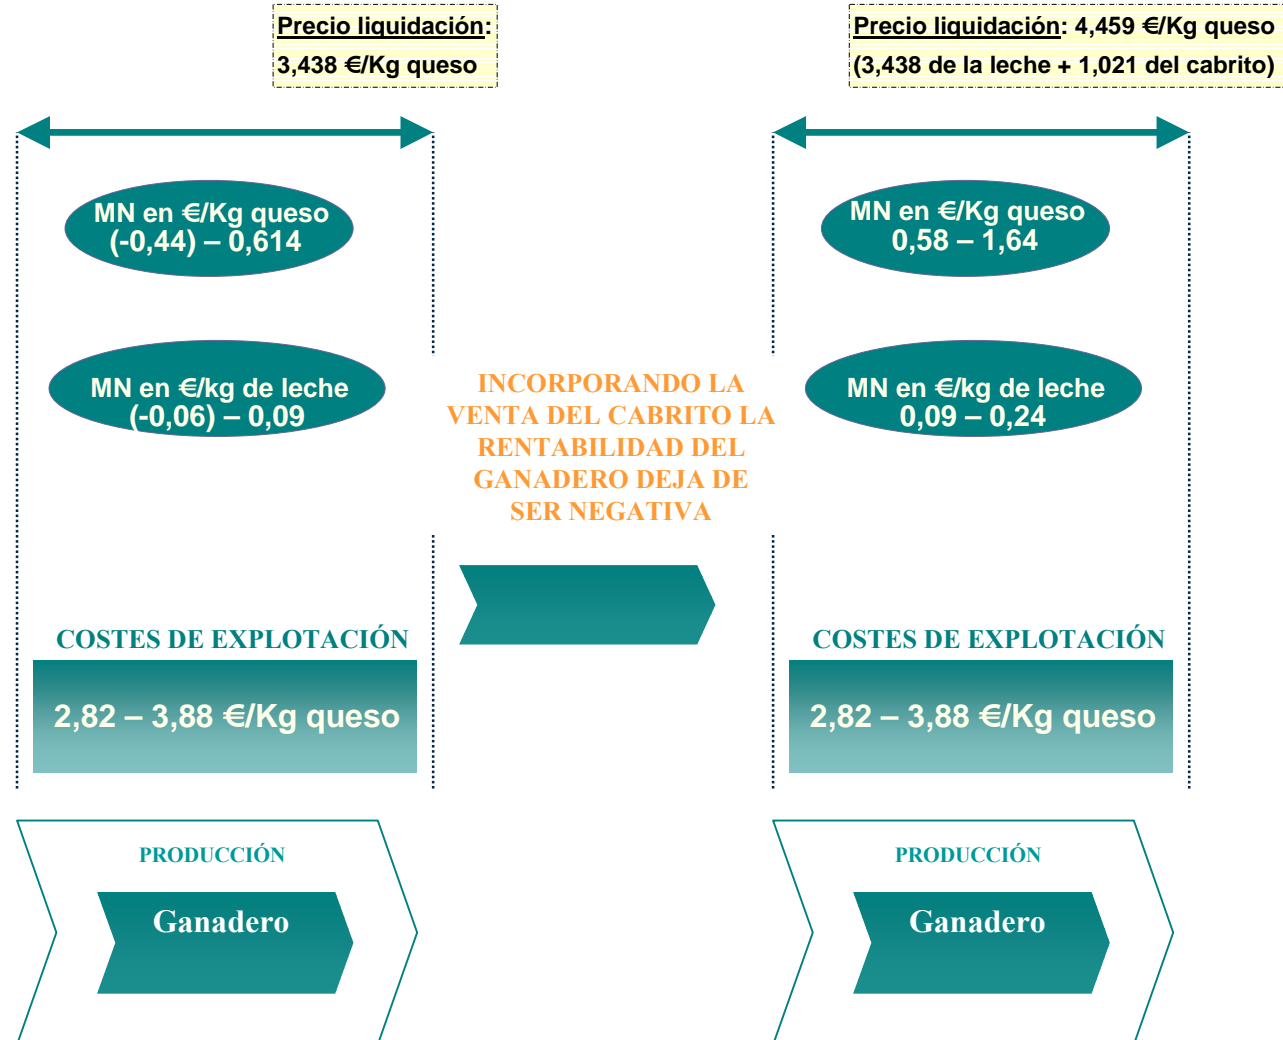 Precio liquidación:
3,438 €/Kg queso
MN en €/Kg queso
(-0,44) – 0,614
MN en €/kg de leche
(-0,06) – 0,09
COSTES DE EXPLOTACIÓN
2,82 – 3,88 €/Kg queso
PRODUCCIÓN
Ganadero
INCORPORANDO LA
VENTA DEL CABRITO LA
RENTABILIDAD DEL
GANADERO DEJA DE
SER NEGATIVA
Precio liquidación: 4,459 €/Kg queso
(3,438 de la leche + 1,021 del cabrito)
MN en €/Kg queso
0,58 – 1,64
MN en €/kg de leche
0,09 – 0,24
COSTES DE EXPLOTACIÓN
2,82 – 3,88 €/Kg queso
PRODUCCIÓN
Ganadero